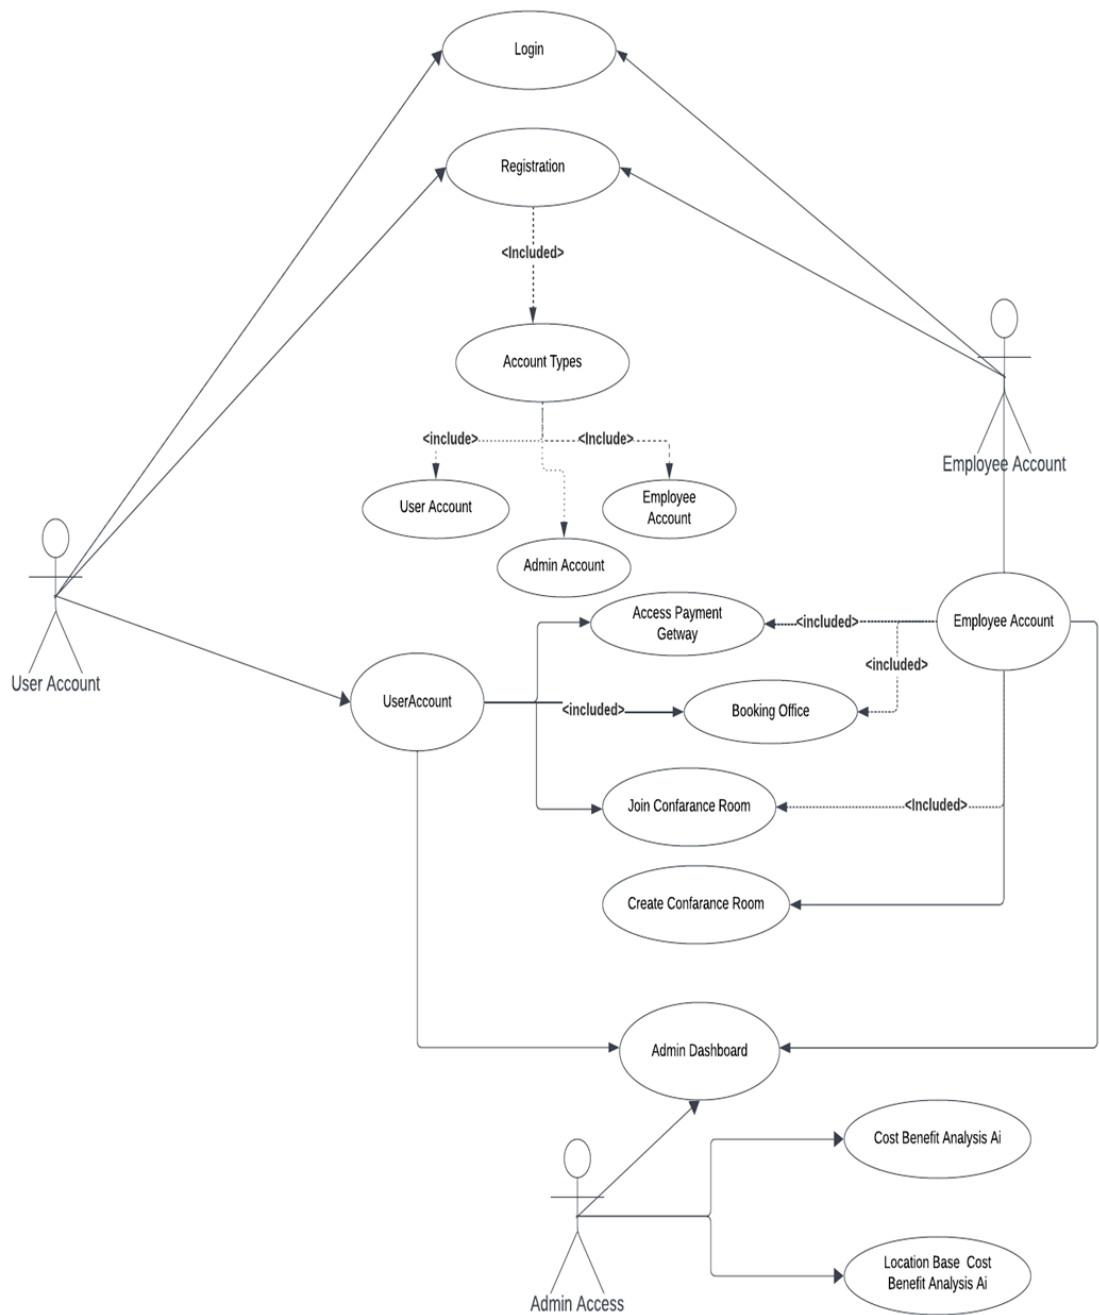 Login
Registration
<Included>
Account Types
<include>
<Include>
Employee Account
User Account
Employee
Account
Admin Account
User Account
Access Payment
Getway
<included>
Employee Account
<included>
UserAccount
<included>
Booking Office
Join Confarance Room
<Included>
Create Confarance Room
Admin Dashboard
Cost Benefit Analysis Ai
Location Base Cost
Benefit Analysis Ai
Admin Access